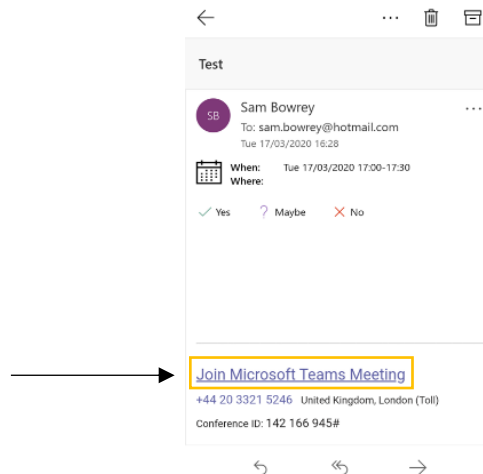 ...
Test
SB
Sam Bowrey
...
To: sam.bowrey@hotmail.com
Tue 17/03/2020 16:28
When: Tue 17/03/2020 17:00-17:30
Where:
Yes ? Maybe No
Join Microsoft Teams Meeting
+44 20 3321 5246 United Kingdom, London (Toll)
Conference ID: 142 166 945#